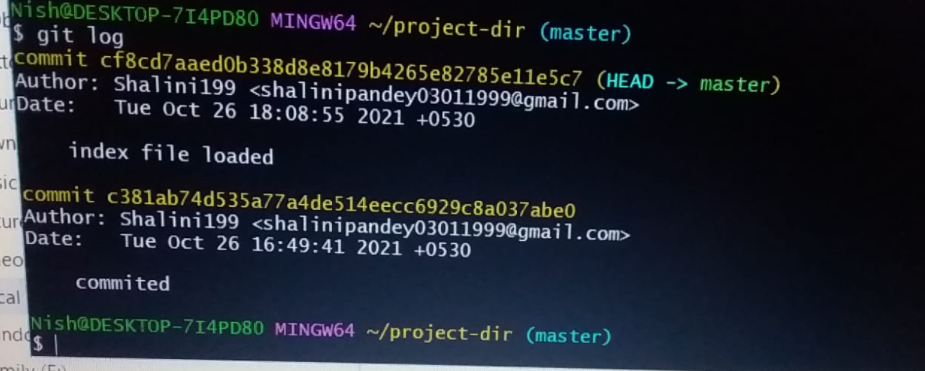 Nish@DESKTOP-7I4PD80 MINGW64 ~/project-dir (master)
$ git log
commit cf8cd7aaed0b338d8e8179b4265e82785e11e5c7 (HEAD -> master)
Author: Shalini199 <shalinipandey03011999@gmail.com>
Date:   Tue Oct 26 18:08:55 2021 +0530
index file loaded
commit c381ab74d535a77a4de514eecc6929c8a037abe0
Author: Shalini199 <shalinipandey03011999@gmail.com>
Date:   Tue Oct 26 16:49:41 2021 +0530
commited
Nish@DESKTOP-7I4PD80 MINGW64 ~/project-dir (master)
$